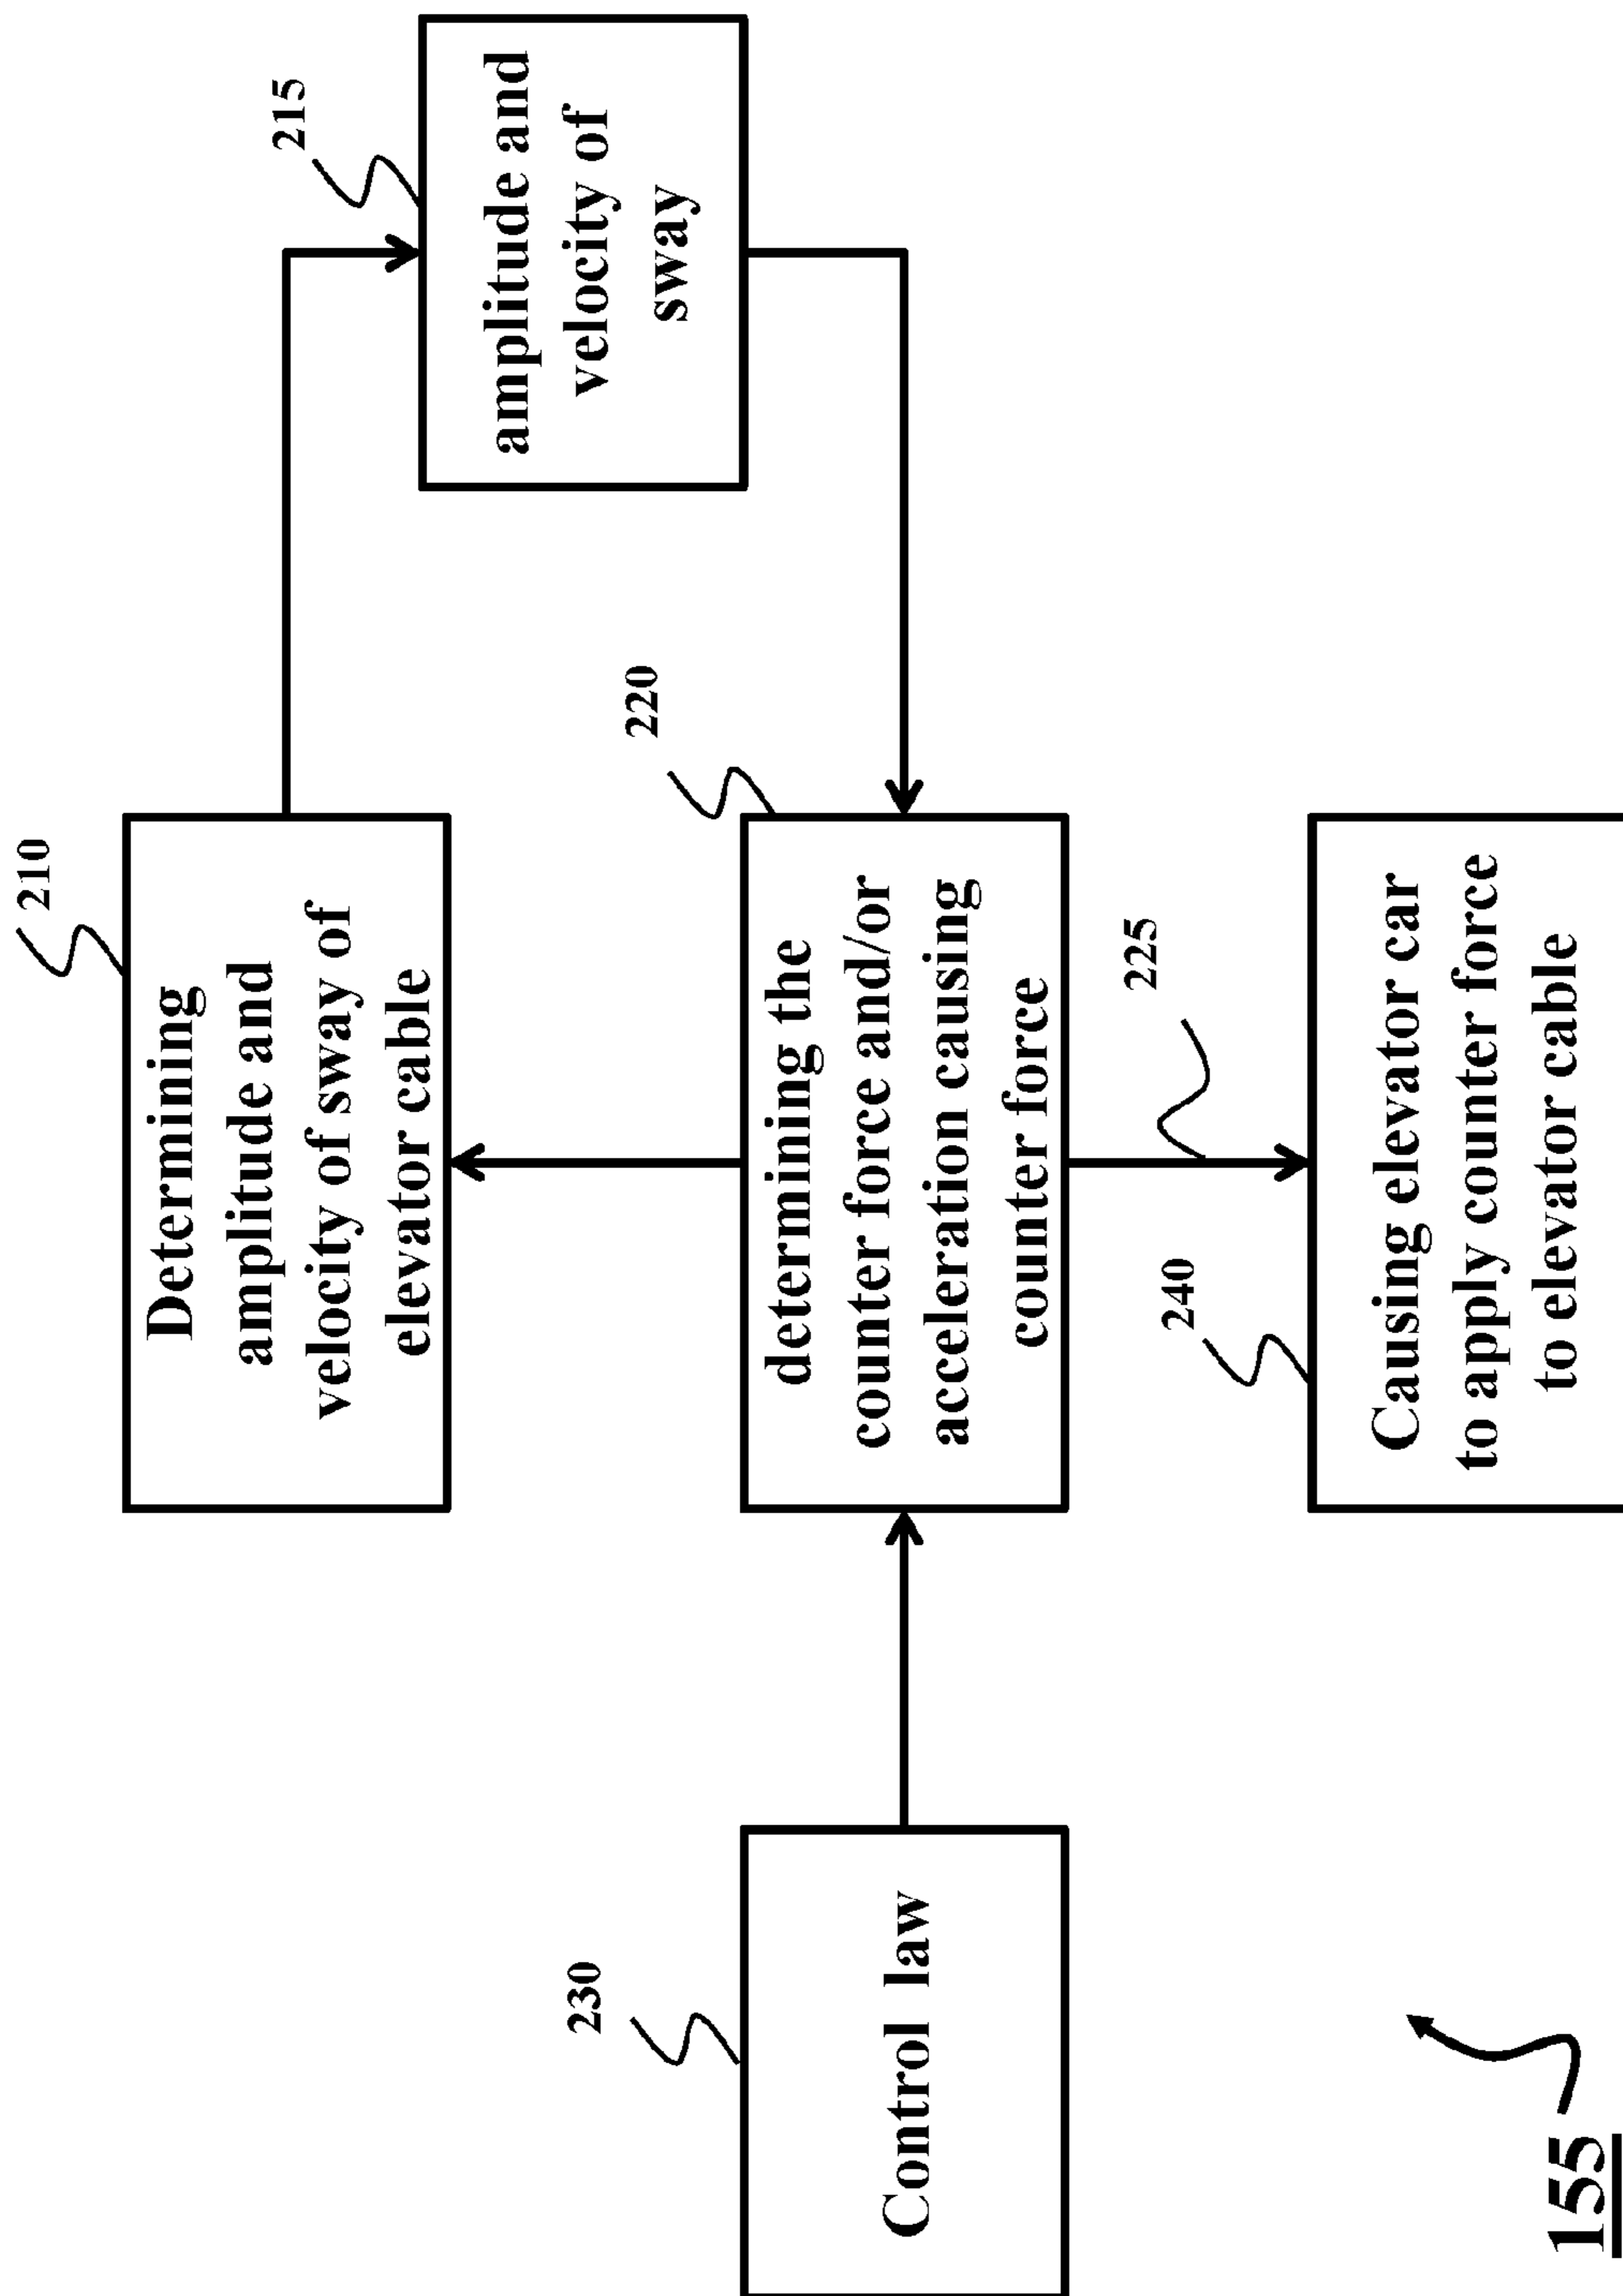 210
Determining
amplitude and
velocity of sway of
elevator cable
215
amplitude and
velocity of
sway
220
determining the
counter force and/or
acceleration causing
counter force
230
Control law
225
240
Causing elevator car
to apply counter force
to elevator cable
155